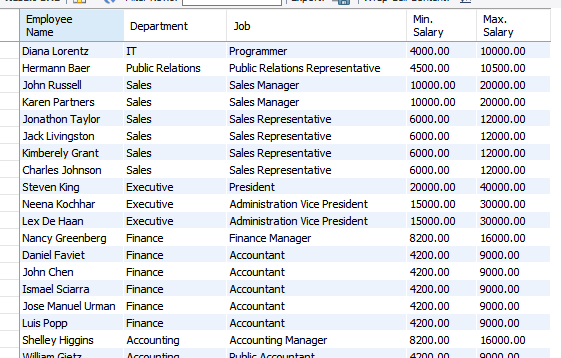 Employee Name Department Job Min. Salary Max. Salary
Diana Lorentz IT Programmer 4000.00 10000.00
Hermann Baer Public Relations Public Relations Representative 4500.00 10500.00
John Russell Sales Sales Manager 10000.00 20000.00
Karen Partners Sales Sales Manager 10000.00 20000.00
Jonathon Taylor Sales Sales Representative 6000.00 12000.00
Jack Livingston Sales Sales Representative 6000.00 12000.00
Kimberely Grant Sales Sales Representative 6000.00 12000.00
Charles Johnson Sales Sales Representative 6000.00 12000.00
Steven King Executive President 20000.00 40000.00
Neena Kochhar Executive Administration Vice President 15000.00 30000.00
Lex De Haan Executive Administration Vice President 15000.00 30000.00
Nancy Greenberg Finance Finance Manager 8200.00 16000.00
Daniel Faviet Finance Accountant 4200.00 9000.00
John Chen Finance Accountant 4200.00 9000.00
Ismael Sciarra Finance Accountant 4200.00 9000.00
Jose Manuel Urman Finance Accountant 4200.00 9000.00
Luis Popp Finance Accountant 4200.00 9000.00
Shelley Higgins Accounting Accounting Manager 8200.00 16000.00
William Gietz Accounting Public Accountant 4200.00 9000.00